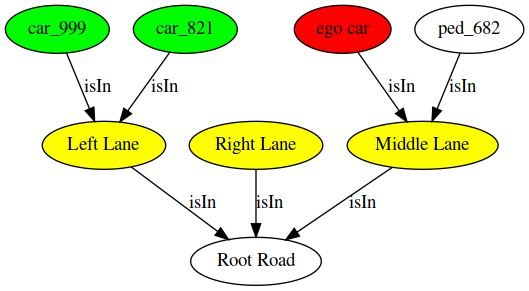 car_999
car_821
ego car
ped_682
isIn
isIn
isIn
isIn
Left Lane
Right Lane
Middle Lane
isIn
isIn
isIn
Root Road